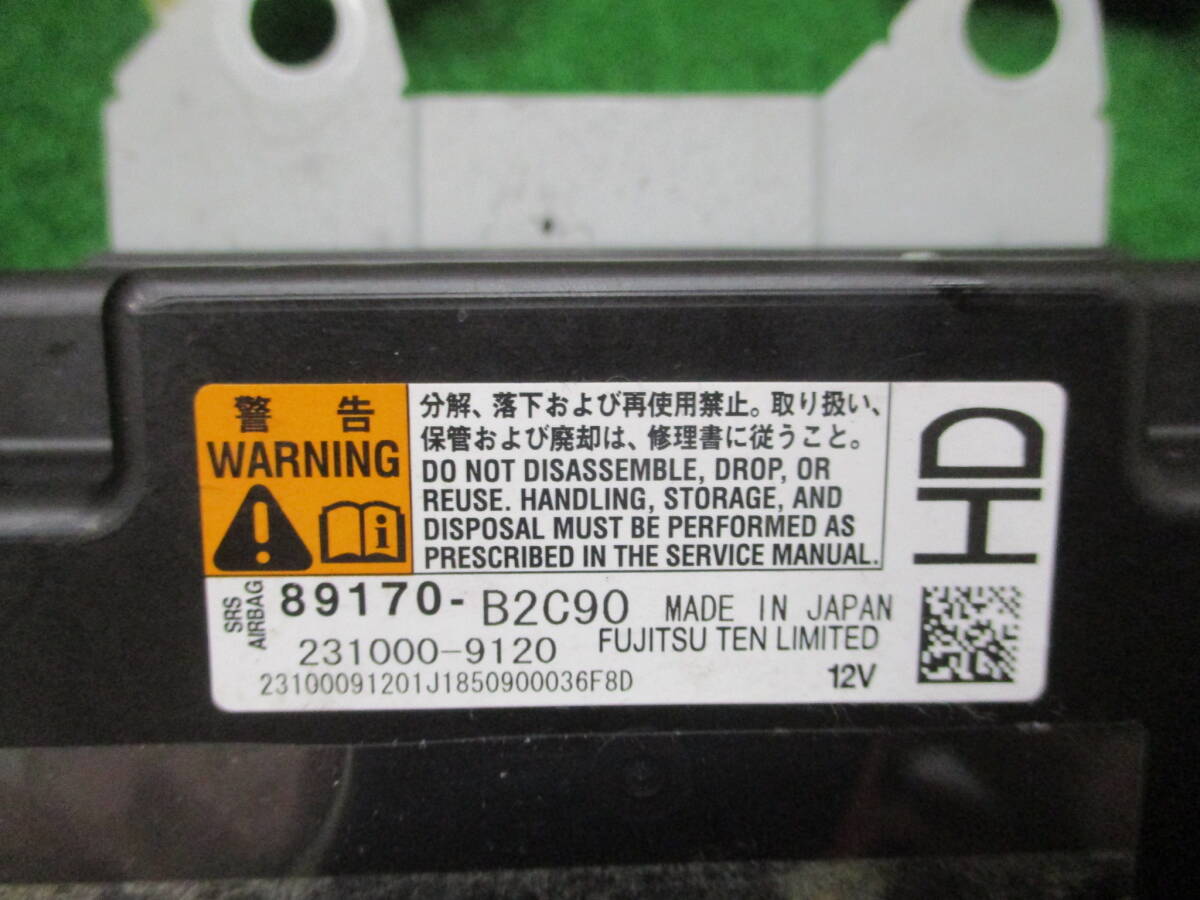 警告
WARNING
分解、落下および再使用禁止。取り扱い、
保管および廃却は、修理書に従うこと。
DO NOT DISASSEMBLE, DROP, OR
REUSE. HANDLING, STORAGE, AND
DISPOSAL MUST BE PERFORMED AS
PRESCRIBED IN THE SERVICE MANUAL.
HD
SRS
AIRBAG
89170-B2C90 MADE IN JAPAN
231000-9120 FUJITSU TEN LIMITED
23100091201J1850900036F8D 12V